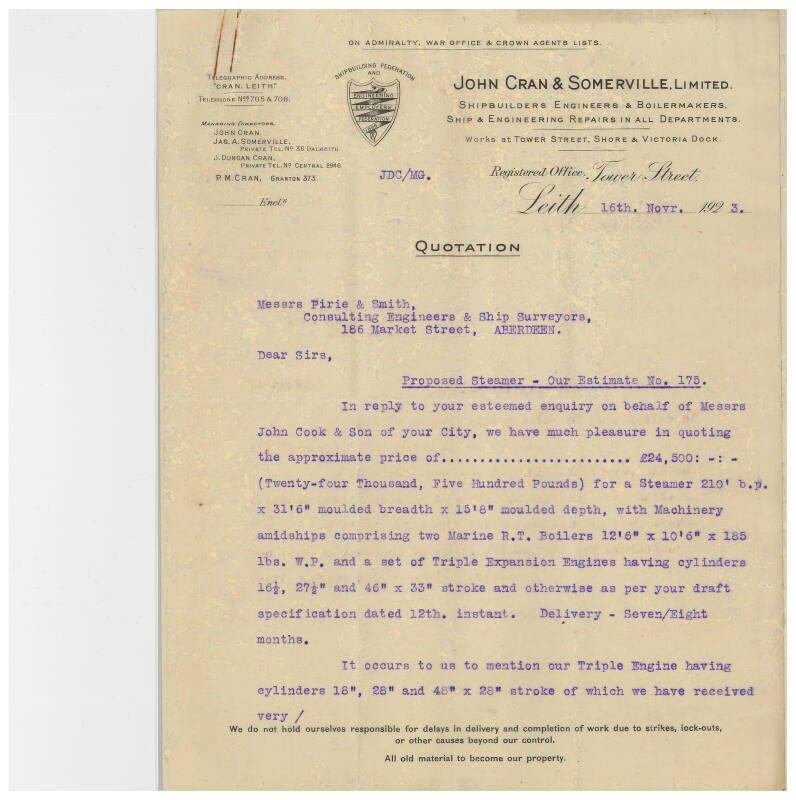 ON ADMIRALTY, WAR OFFICE & CROWN AGENTS LISTS.
TELEGRAPHIC ADDRESS.
"CRAN, LEITH"
TELEPHONE Nos 705 & 706.
MANAGING DIRECTORS.
JOHN CRAN.
JAS. A. SOMERVILLE,
PRIVATE TEL. No 36 DALKEITH.
J. DUNCAN CRAN,
PRIVATE TEL. No CENTRAL 2946.
P. M. CRAN, GRANTON 373.
Encls
SHIPBUILDING FEDERATION
AND
ENGINEERING
EMPLOYERS
FEDERATION
JOHN CRAN & SOMERVILLE, LIMITED.
SHIPBUILDERS ENGINEERS & BOILERMAKERS,
SHIP & ENGINEERING REPAIRS IN ALL DEPARTMENTS.
Works at TOWER STREET, SHORE & VICTORIA DOCK.
JDC/MG.
Registered Office, Tower Street,
Leith 16th. Novr. 1923.
QUOTATION
Messrs Pirie & Smith,
Consulting Engineers & Ship Surveyors,
186 Market Street, ABERDEEN.
Dear Sirs,
Proposed Steamer - Our Estimate No. 175.
In reply to your esteemed enquiry on behalf of Messrs
John Cook & Son of your City, we have much pleasure in quoting
the approximate price of......................... £24,500: -: -
(Twenty-four Thousand, Five Hundred Pounds) for a Steamer 210' b.p.
x 31'6" moulded breadth x 15'8" moulded depth, with Machinery
amidships comprising two Marine R.T. Boilers 12'6" x 10'6" x 185
lbs. W.P. and a set of Triple Expansion Engines having cylinders
16½, 27½" and 46" x 33" stroke and otherwise as per your draft
specification dated 12th. instant. Delivery - Seven/Eight
months.
It occurs to us to mention our Triple Engine having
cylinders 18", 28" and 48" x 28" stroke of which we have received
very /
We do not hold ourselves responsible for delays in delivery and completion of work due to strikes, lock-outs,
or other causes beyond our control.
All old material to become our property.